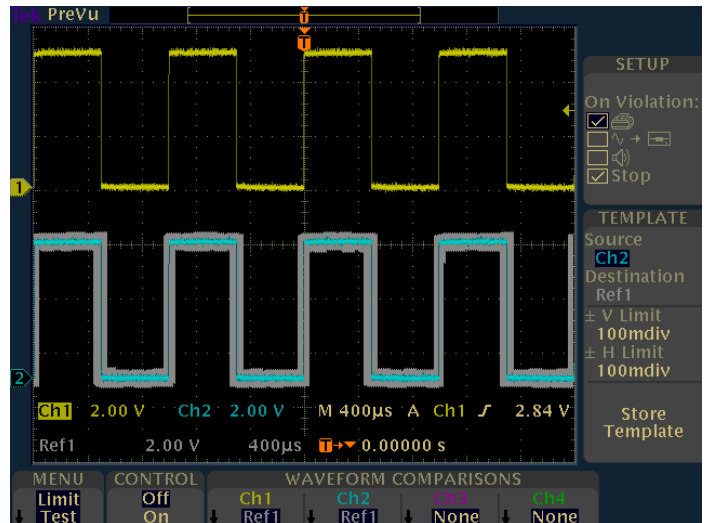 Tek PreVu
T
T
SETUP
On Violation:
Stop
1
TEMPLATE
Source
Ch2
Destination
Ref1
± V Limit
100mdiv
± H Limit
100mdiv
Store
Template
2
Ch1 2.00 V Ch2 2.00 V M 400µs A Ch1 2.84 V
Ref1 2.00 V 400µs T 0.00000 s
MENU CONTROL WAVEFORM COMPARISONS
Limit Off Ch1 Ch2 Ch3 Ch4
Test On Ref1 Ref1 None None